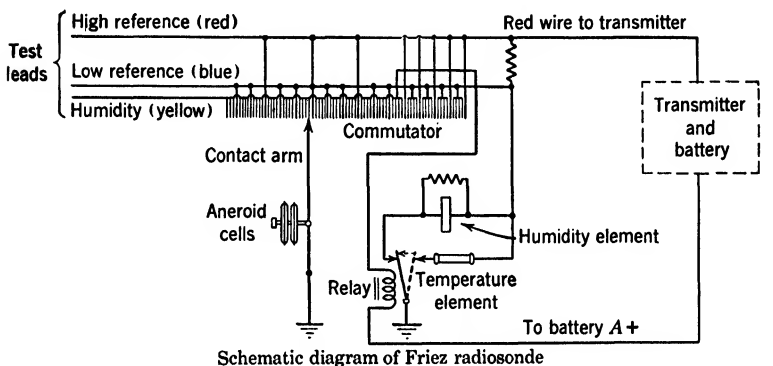 High reference (red)
Red wire to transmitter
Test
leads
Low reference (blue)
Humidity (yellow)
Commutator
Transmitter
and
battery
Contact arm
Aneroid
cells
Humidity element
Relay
Temperature
element
To battery A+
Schematic diagram of Friez radiosonde